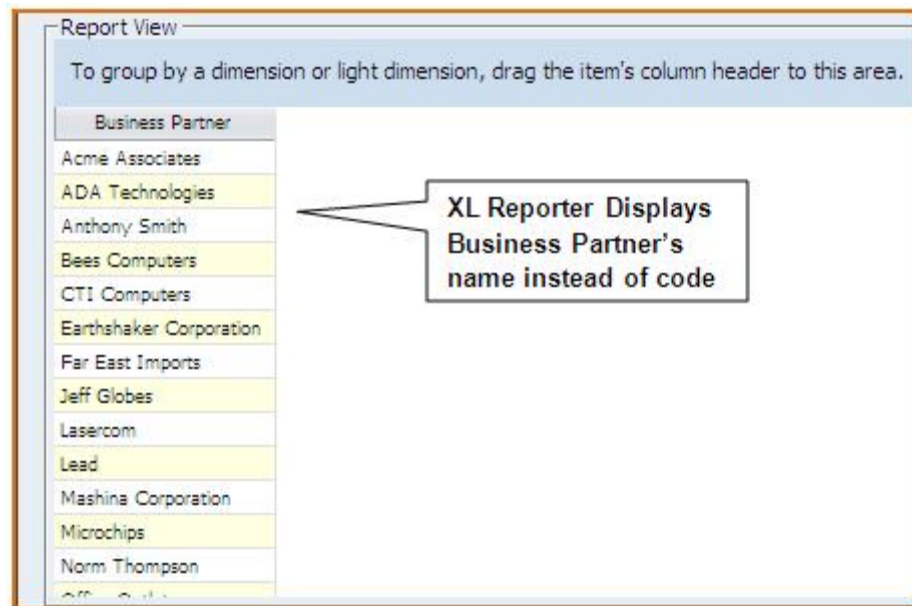 Report View
To group by a dimension or light dimension, drag the item's column header to this area.
Business Partner
Acme Associates
ADA Technologies
Anthony Smith
Bees Computers
CTI Computers
Earthshaker Corporation
Far East Imports
Jeff Globes
Lasercom
Lead
Mashina Corporation
Microchips
Norm Thompson
XL Reporter Displays
Business Partner's
name instead of code